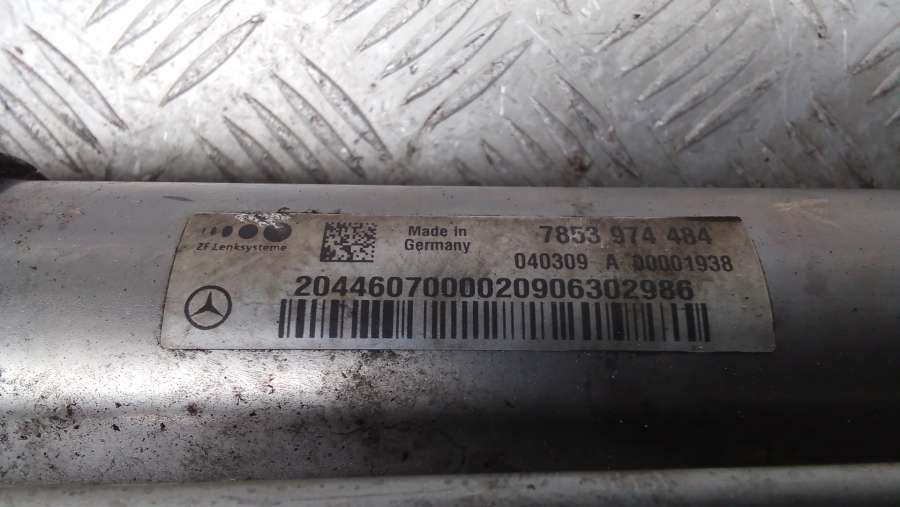 ZF Lenksysteme
Made in
Germany
7853 974 484
040309 A 00001938
2044607000020906302986